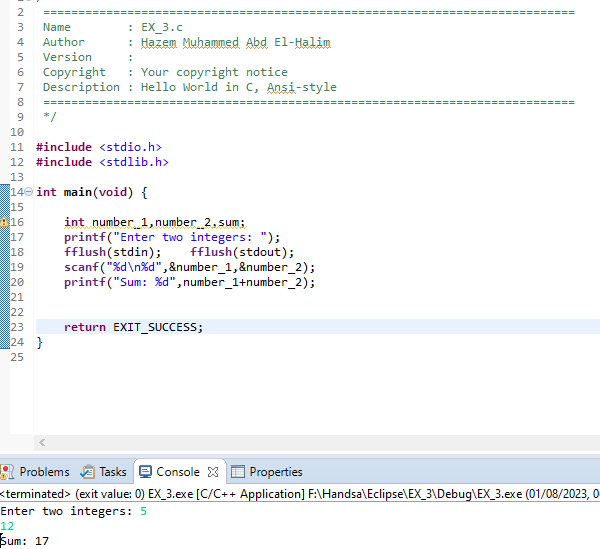 2 =========================================================================
3 Name : EX_3.c
4 Author : Hazem Muhammed Abd El-Halim
5 Version :
6 Copyright : Your copyright notice
7 Description : Hello World in C, Ansi-style
8 =========================================================================
9 */
10
11 #include <stdio.h>
12 #include <stdlib.h>
13
14 int main(void) {
15
16 int number_1,number_2,sum;
17 printf("Enter two integers: ");
18 fflush(stdin); fflush(stdout);
19 scanf("%d\n%d",&number_1,&number_2);
20 printf("Sum: %d",number_1+number_2);
21
22
23 return EXIT_SUCCESS;
24 }
25
Problems Tasks Console Properties
<terminated> (exit value: 0) EX_3.exe [C/C++ Application] F:\Handsa\Eclipse\EX_3\Debug\EX_3.exe (01/08/2023, 0
Enter two integers: 5
12
Sum: 17